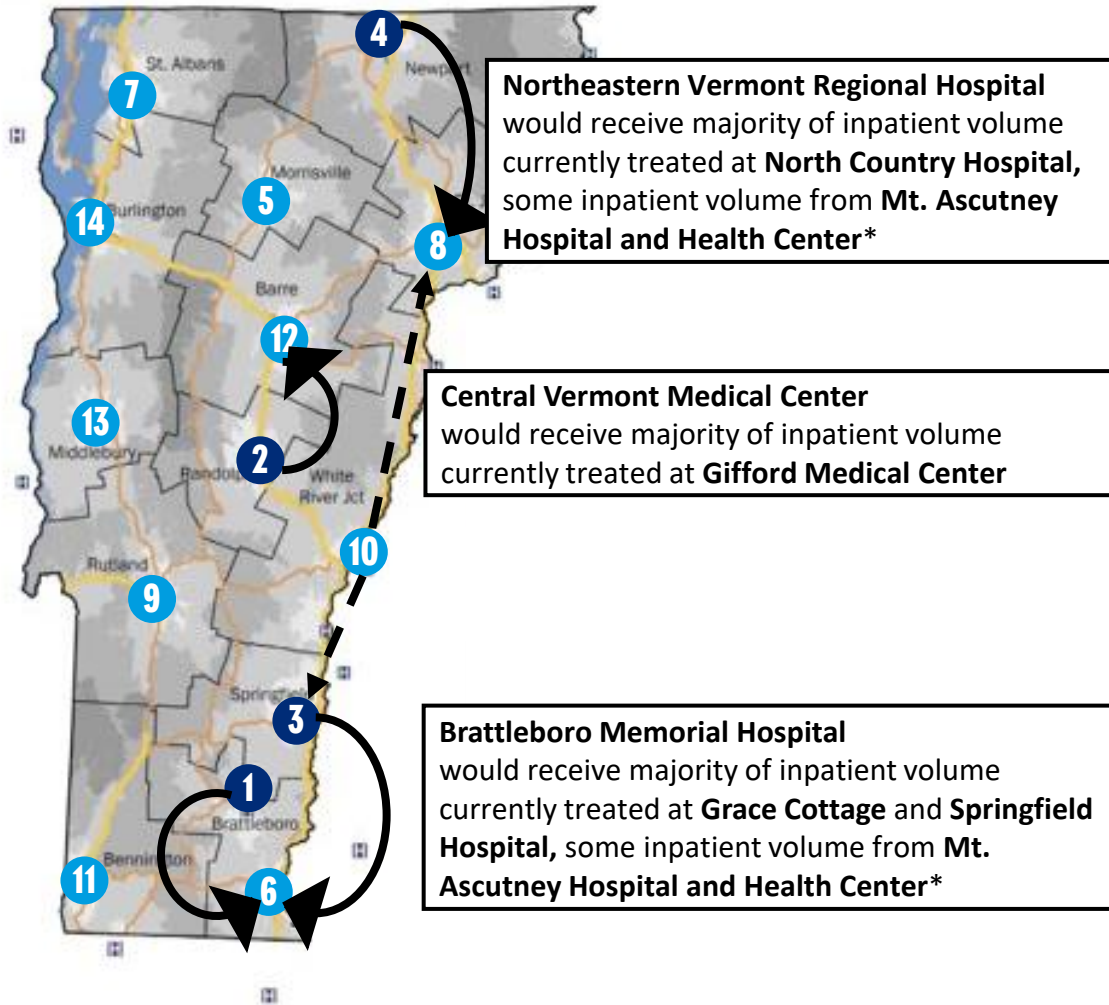 4
St. Albans
Newport
7
Northeastern Vermont Regional Hospital
would receive majority of inpatient volume
currently treated at North Country Hospital,
some inpatient volume from Mt. Ascutney
Hospital and Health Center*
H
Morrisville
5
Burlington
14
8
Barre
H
12
H
Central Vermont Medical Center
would receive majority of inpatient volume
currently treated at Gifford Medical Center
13
Middlebury
2
White
River Jct
H
10
Rutland
9
H
H
Springfield
3
Brattleboro Memorial Hospital
would receive majority of inpatient volume
currently treated at Grace Cottage and Springfield
Hospital, some inpatient volume from Mt.
Ascutney Hospital and Health Center*
1
Brattleboro
H
Bennington
11
6
H
H